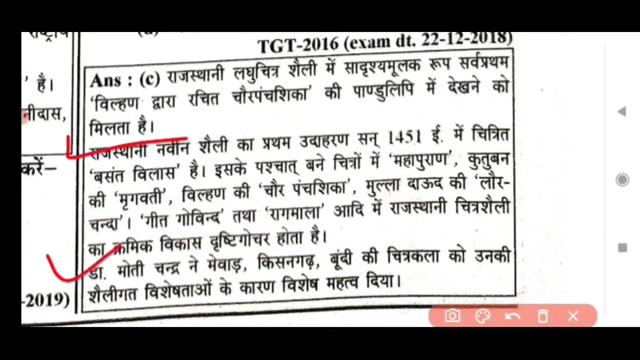 राष्ट्रीय
TGT-2016 (exam dt. 22-12-2018)
Ans : (c) राजस्थानी लघुचित्र शैली में सादृश्यमूलक रूप सर्वप्रथम
' है।
'विल्हण द्वारा रचित चौरपंचशिका' की पाण्डुलिपि में देखने को
मिलता है।
राजस्थानी नवीन शैली का प्रथम उदाहरण सन् 1451 ई. में चित्रित
करें–
'बसंत विलास' है। इसके पश्चात् बने चित्रों में 'महापुराण', कुतुबन
की 'मृगवती', विल्हण की 'चौर पंचशिका', मुल्ला दाऊद की 'लौर-
चन्दा'। 'गीत गोविन्द' तथा 'रागमाला' आदि में राजस्थानी चित्रशैली
का क्रमिक विकास दृष्टिगोचर होता है।
डा. मोती चन्द्र ने मेवाड़, किसनगढ़, बूंदी की चित्रकला को उनकी
-2019)
शैलीगत विशेषताओं के कारण विशेष महत्व दिया।